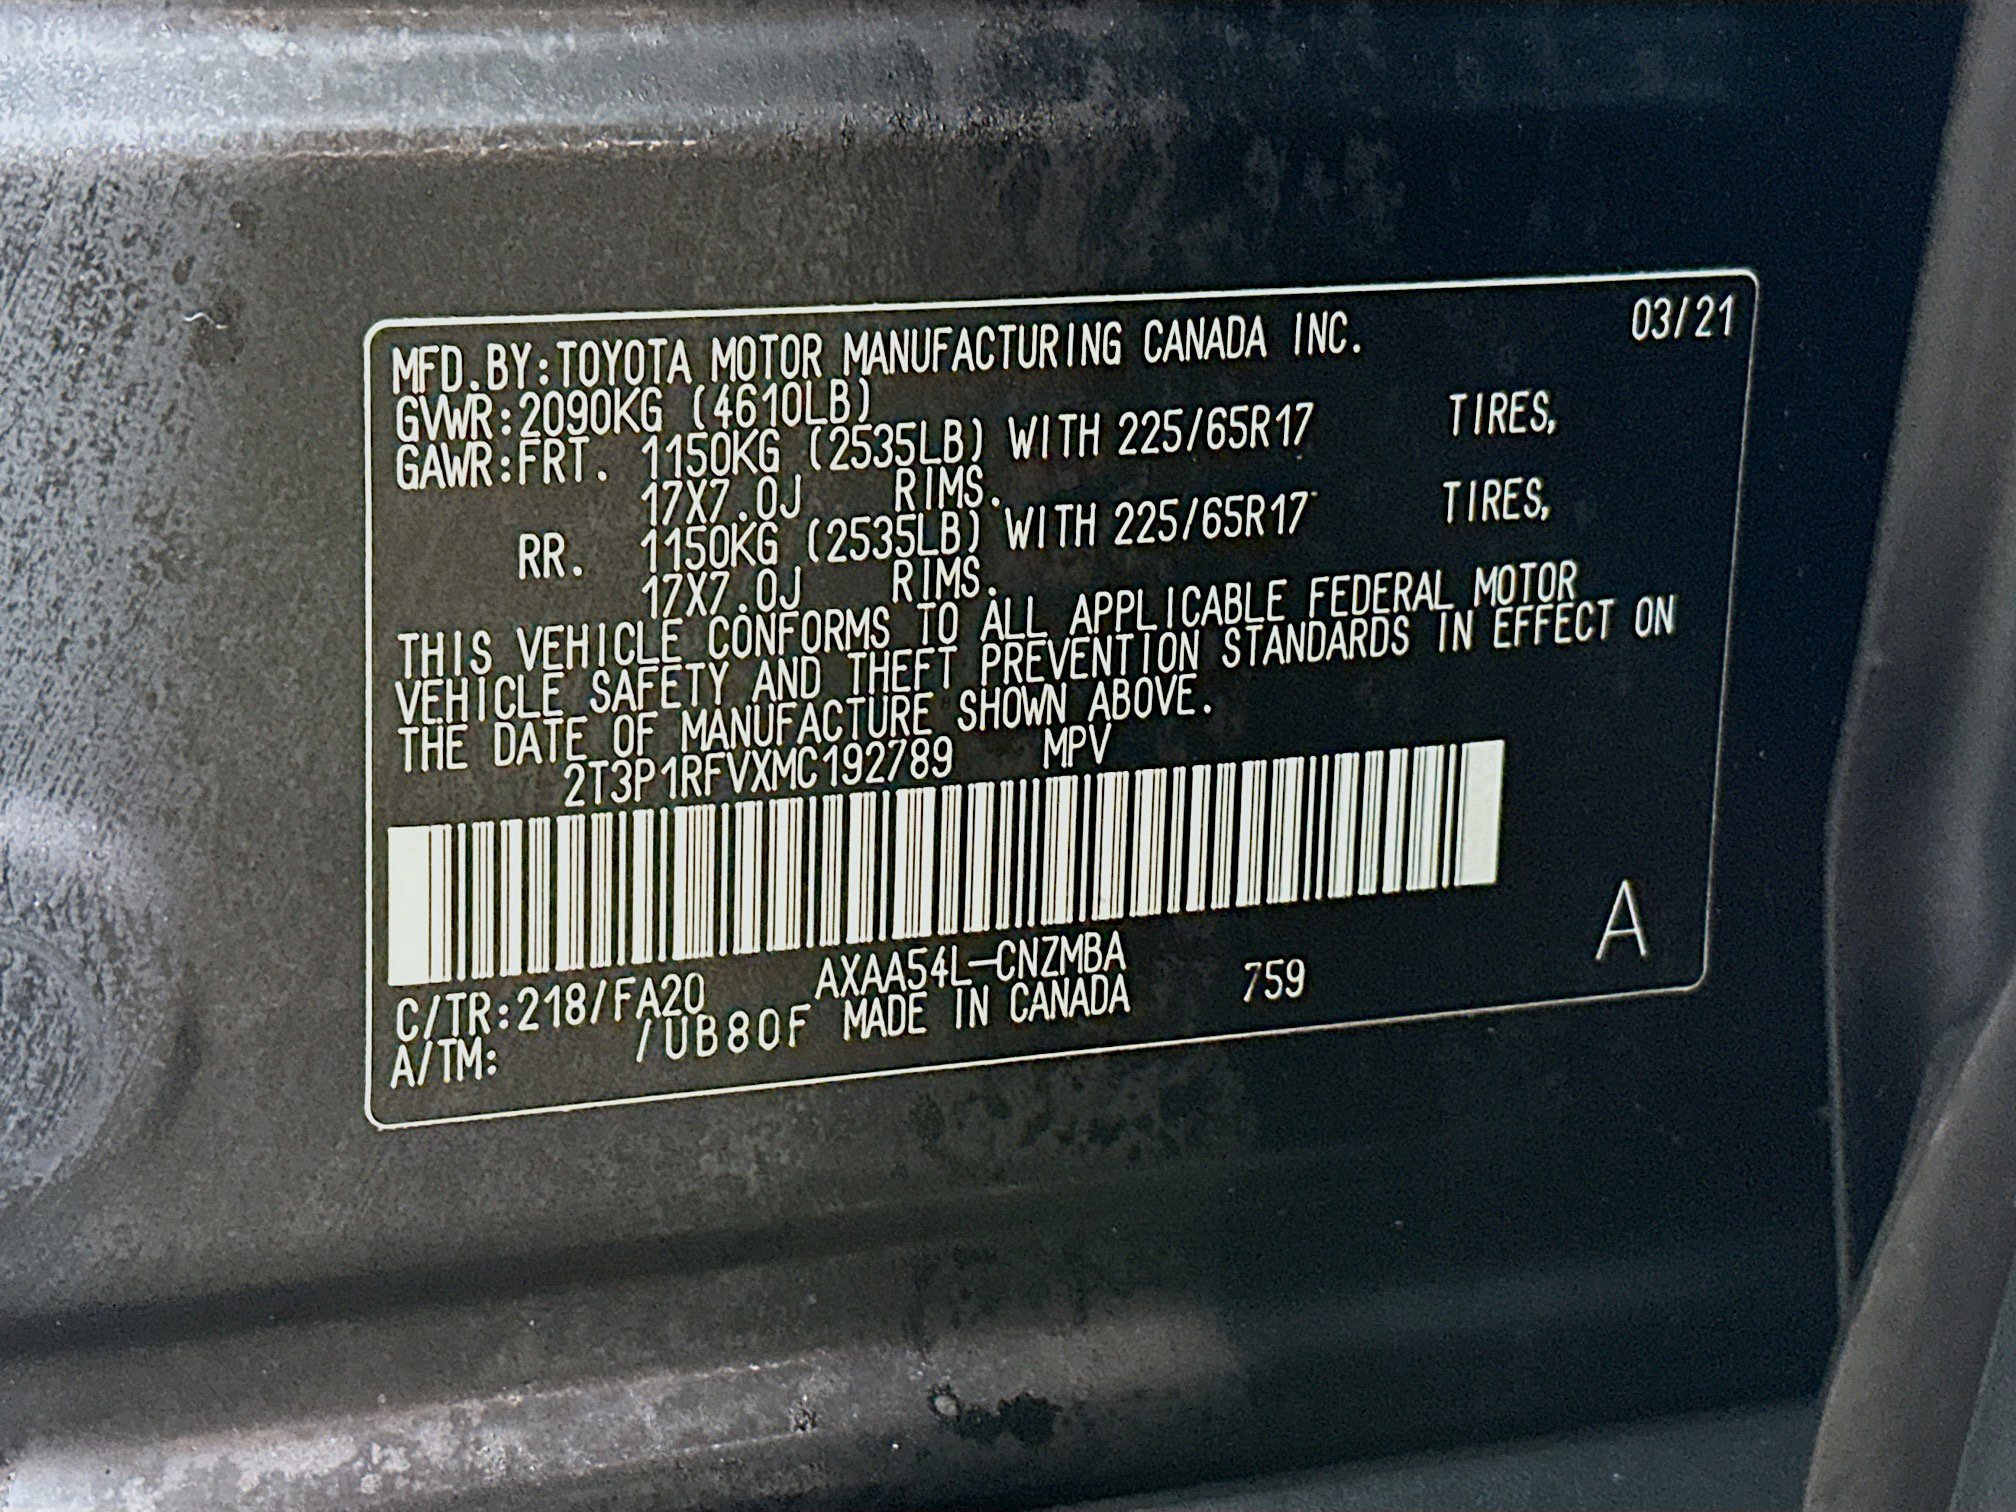 MFD.BY:TOYOTA MOTOR MANUFACTURING CANADA INC. 03/21
GVWR:2090KG (4610LB)
GAWR:FRT. 1150KG (2535LB) WITH 225/65R17 TIRES,
17X7.0J RIMS.
RR. 1150KG (2535LB) WITH 225/65R17 TIRES,
17X7.0J RIMS.
THIS VEHICLE CONFORMS TO ALL APPLICABLE FEDERAL MOTOR
VEHICLE SAFETY AND THEFT PREVENTION STANDARDS IN EFFECT ON
THE DATE OF MANUFACTURE SHOWN ABOVE.
2T3P1RFVXMC192789 MPV
C/TR:218/FA20 AXAA54L-CNZMBA 759 A
A/TM: /UB80F MADE IN CANADA